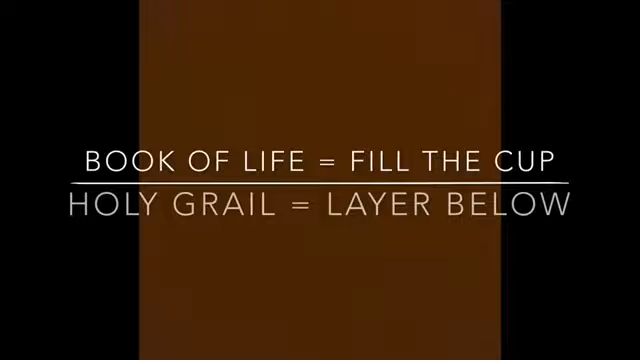 BOOK OF LIFE = FILL THE CUP
HOLY GRAIL = LAYER BELOW